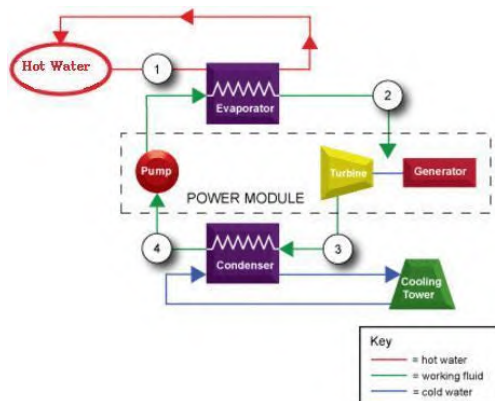 Hot Water
1
Evaporator
2
Pump
Turbine
Generator
POWER MODULE
4
Condenser
3
Cooling
Tower
Key
= hot water
= working fluid
= cold water